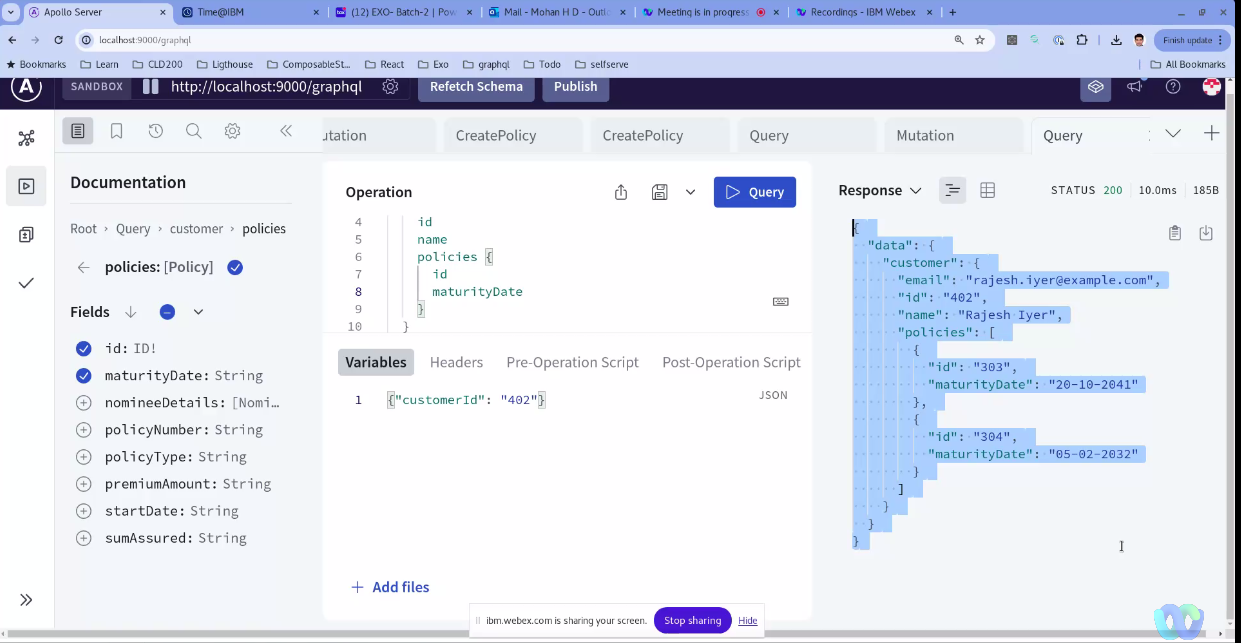 Apollo Server
Time@IBM
(12) EXO- Batch-2 | Pow
Mail - Mohan H D - Outlo
Meeting is in progress
Recordings - IBM Webex
localhost:9000/graphql
Finish update
Bookmarks
Learn
CLD200
Ligthouse
ComposableSt...
React
Exo
graphql
Todo
selfserve
All Bookmarks
SANDBOX
http://localhost:9000/graphql
Refetch Schema
Publish
utation
CreatePolicy
CreatePolicy
Query
Mutation
Query
Documentation
Root › Query › customer › policies
policies: [Policy]
Fields
id: ID!
maturityDate: String
nomineeDetails: [Nomi…
policyNumber: String
policyType: String
premiumAmount: String
startDate: String
sumAssured: String
Operation
Query
4 id
5 name
6 policies {
7 id
8 maturityDate
9 }
10 }
Variables
Headers
Pre-Operation Script
Post-Operation Script
1 {"customerId": "402"}
JSON
Add files
Response
STATUS 200
10.0ms
185B
{
"data": {
"customer": {
"email": "rajesh.iyer@example.com",
"id": "402",
"name": "Rajesh Iyer",
"policies": [
{
"id": "303",
"maturityDate": "20-10-2041"
},
{
"id": "304",
"maturityDate": "05-02-2032"
}
]
}
}
}
ibm.webex.com is sharing your screen.
Stop sharing
Hide